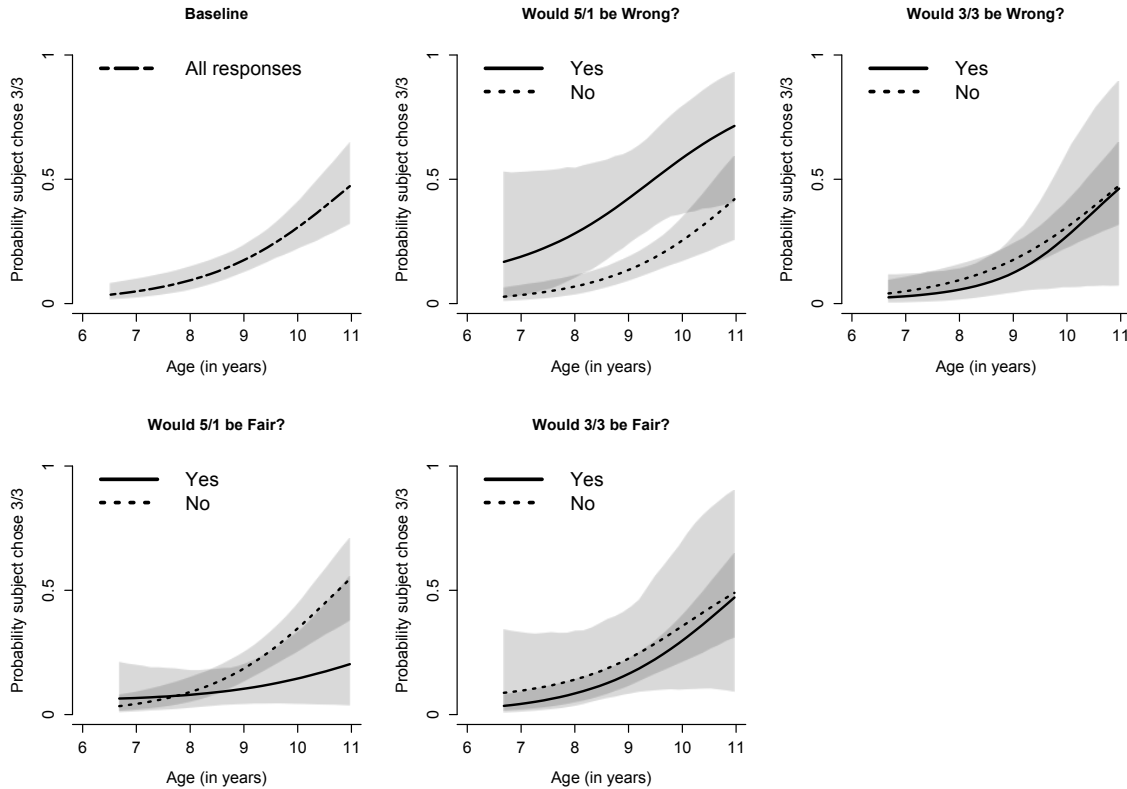 Baseline
Probability subject chose 3/3
1
0.5
0
All responses
6 7 8 9 10 11
Age (in years)
Would 5/1 be Wrong?
Probability subject chose 3/3
1
0.5
0
Yes
No
6 7 8 9 10 11
Age (in years)
Would 3/3 be Wrong?
Probability subject chose 3/3
1
0.5
0
Yes
No
6 7 8 9 10 11
Age (in years)
Would 5/1 be Fair?
Probability subject chose 3/3
1
0.5
0
Yes
No
6 7 8 9 10 11
Age (in years)
Would 3/3 be Fair?
Probability subject chose 3/3
1
0.5
0
Yes
No
6 7 8 9 10 11
Age (in years)